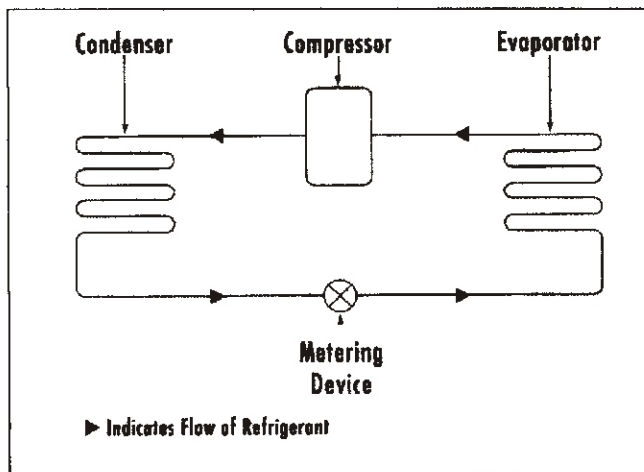 Condenser
Compressor
Evaporator
Metering
Device
▶ Indicates Flow of Refrigerant